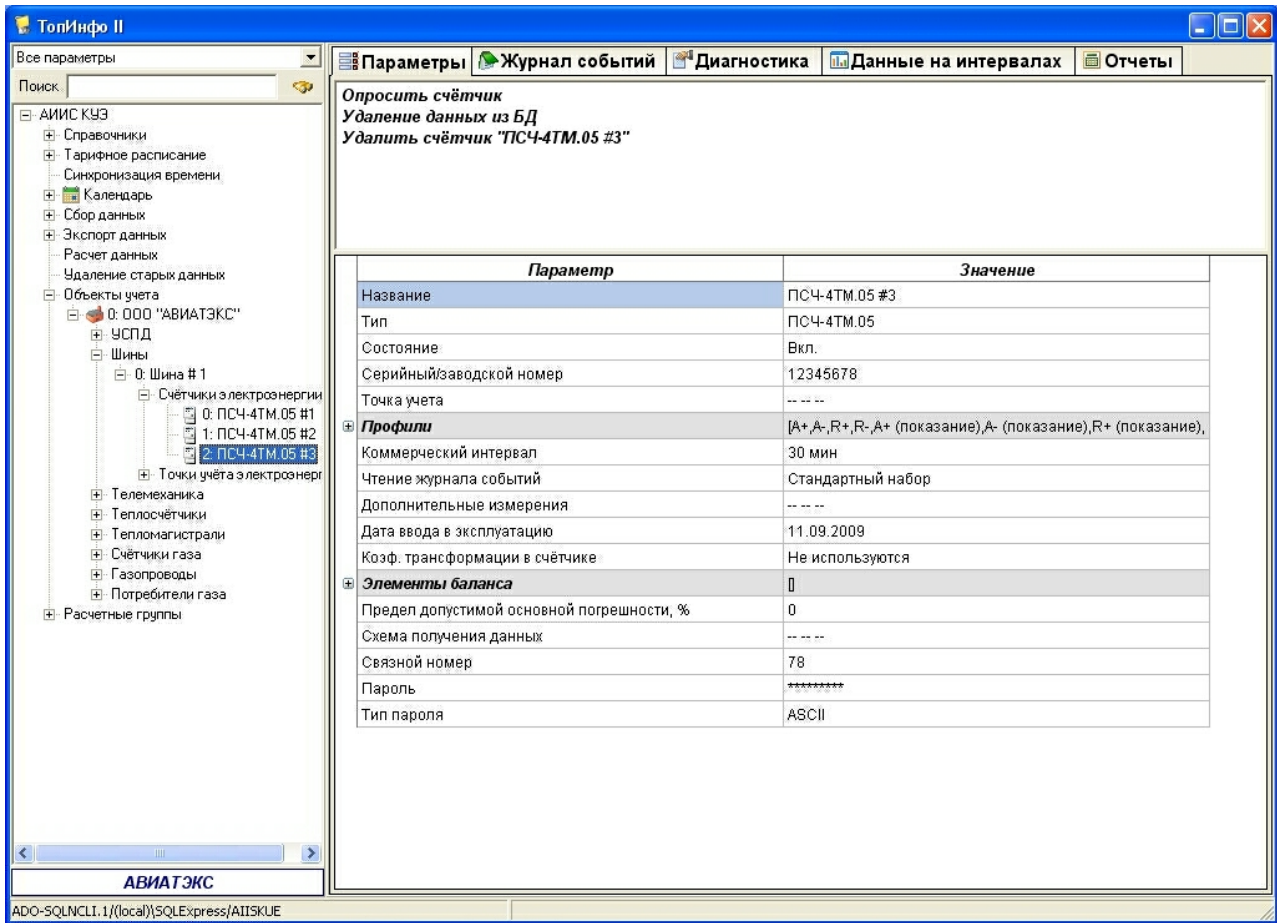 ТопИнфо II
Все параметры
Поиск
АИИС КУЭ
Справочники
Тарифное расписание
Синхронизация времени
Календарь
Сбор данных
Экспорт данных
Расчет данных
Удаление старых данных
Объекты учета
0: ООО "АВИАТЭКС"
УСПД
Шины
0: Шина # 1
Счётчики электроэнергии
0: ПСЧ-4ТМ.05 #1
1: ПСЧ-4ТМ.05 #2
2: ПСЧ-4ТМ.05 #3
Точки учёта электроэнерг
Телемеханика
Теплосчётчики
Тепломагистрали
Счётчики газа
Газопроводы
Потребители газа
Расчетные группы
АВИАТЭКС
Параметры Журнал событий Диагностика Данные на интервалах Отчеты
Опросить счётчик
Удаление данных из БД
Удалить счётчик "ПСЧ-4ТМ.05 #3"
Параметр Значение
Название ПСЧ-4ТМ.05 #3
Тип ПСЧ-4ТМ.05
Состояние Вкл.
Серийный/заводской номер 12345678
Точка учета -- -- --
Профили [A+,A-,R+,R-,A+ (показание),A- (показание),R+ (показание),
Коммерческий интервал 30 мин
Чтение журнала событий Стандартный набор
Дополнительные измерения -- -- --
Дата ввода в эксплуатацию 11.09.2009
Коэф. трансформации в счётчике Не используются
Элементы баланса []
Предел допустимой основной погрешности, % 0
Схема получения данных -- -- --
Связной номер 78
Пароль *********
Тип пароля ASCII
ADO-SQLNCLI.1/(local)\SQLExpress/AIISKUE